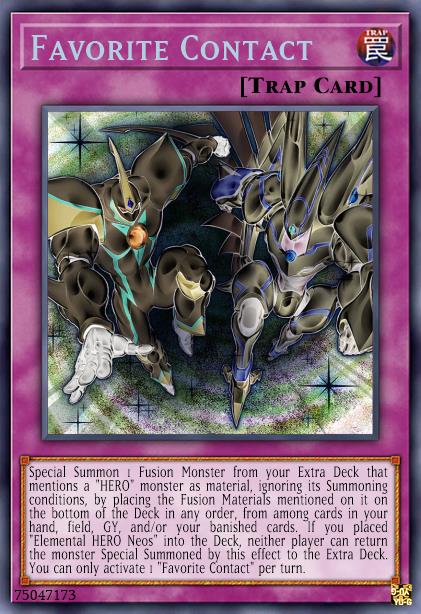 Favorite Contact
TRAP
罠
[Trap Card]
Special Summon 1 Fusion Monster from your Extra Deck that
mentions a "HERO" monster as material, ignoring its Summoning
conditions, by placing the Fusion Materials mentioned on it on
the bottom of the Deck in any order, from among cards in your
hand, field, GY, and/or your banished cards. If you placed
"Elemental HERO Neos" into the Deck, neither player can return
the monster Special Summoned by this effect to the Extra Deck.
You can only activate 1 "Favorite Contact" per turn.
75047173